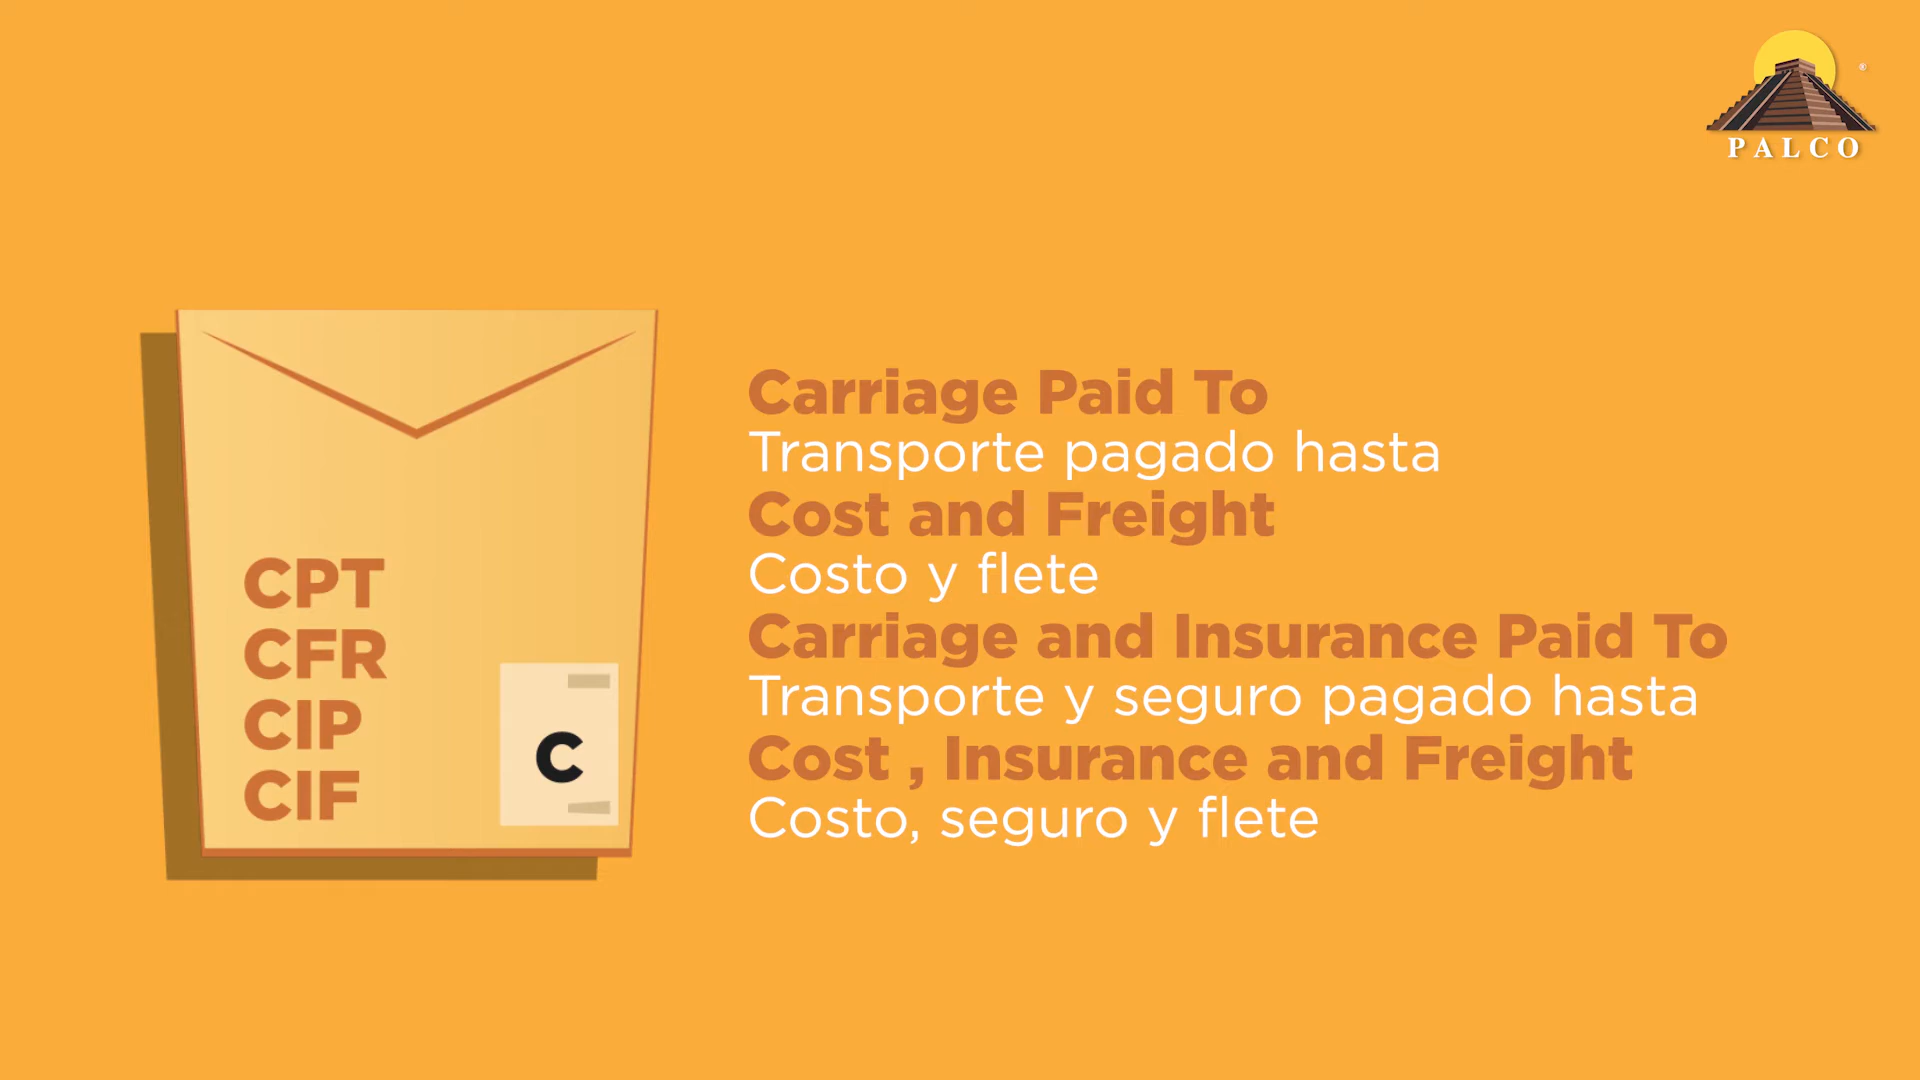 PALCO
®
CPT
CFR
CIP
CIF
C
Carriage Paid To
Transporte pagado hasta
Cost and Freight
Costo y flete
Carriage and Insurance Paid To
Transporte y seguro pagado hasta
Cost , Insurance and Freight
Costo, seguro y flete